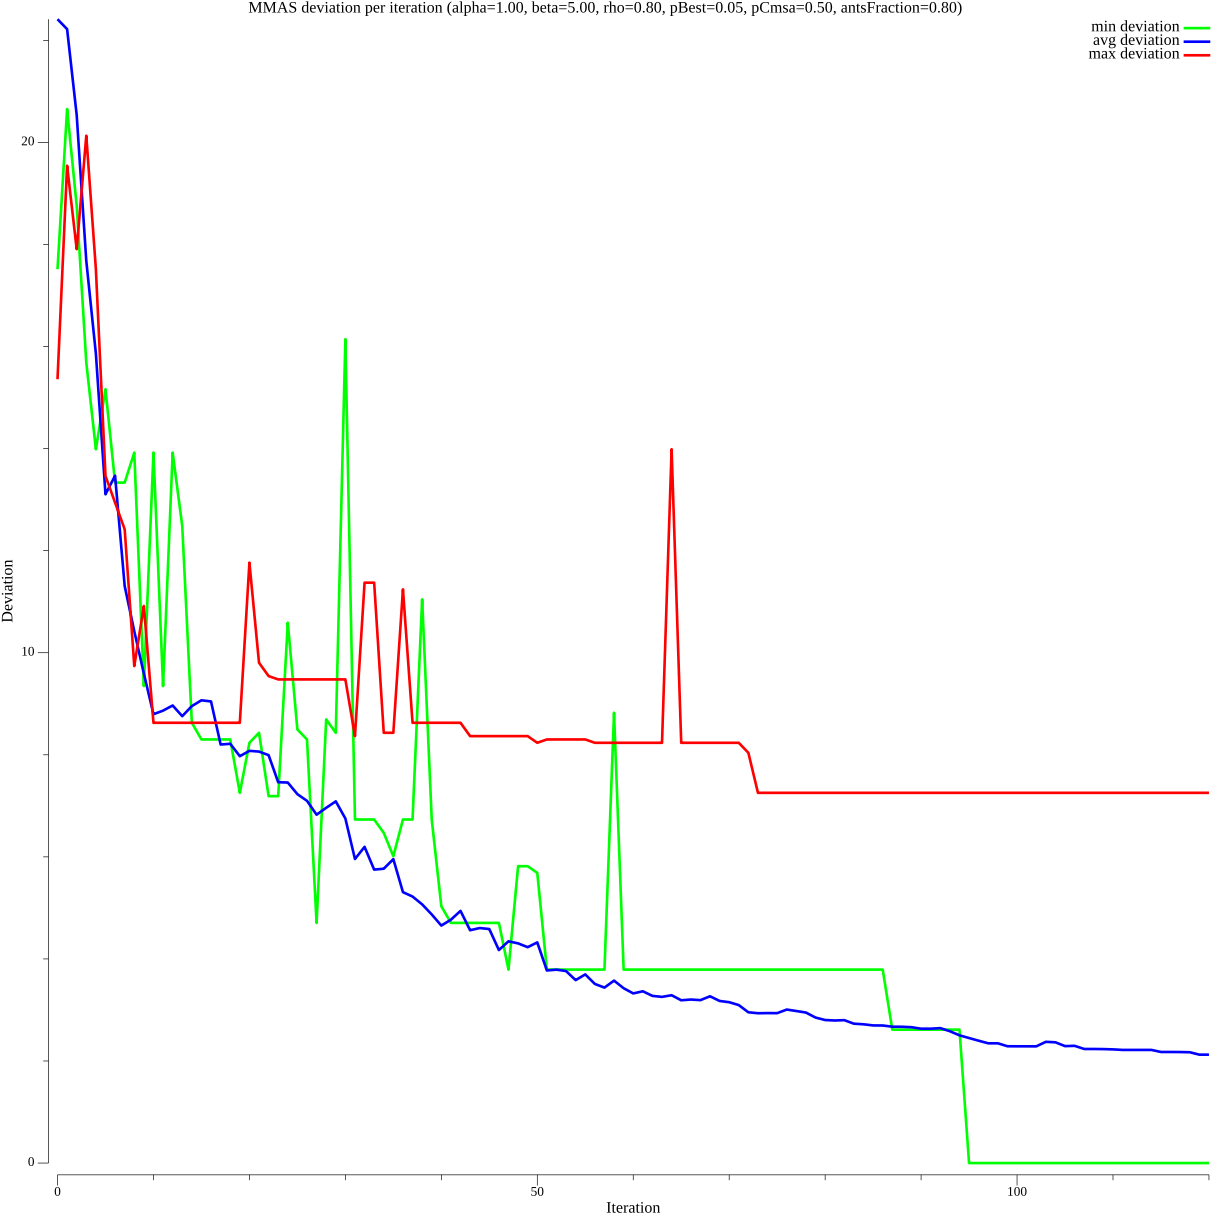 MMAS deviation per iteration (alpha=1.00, beta=5.00, rho=0.80, pBest=0.05, pCmsa=0.50, antsFraction=0.80)
min deviation
avg deviation
max deviation
20
10
0
Deviation
0
50
100
Iteration